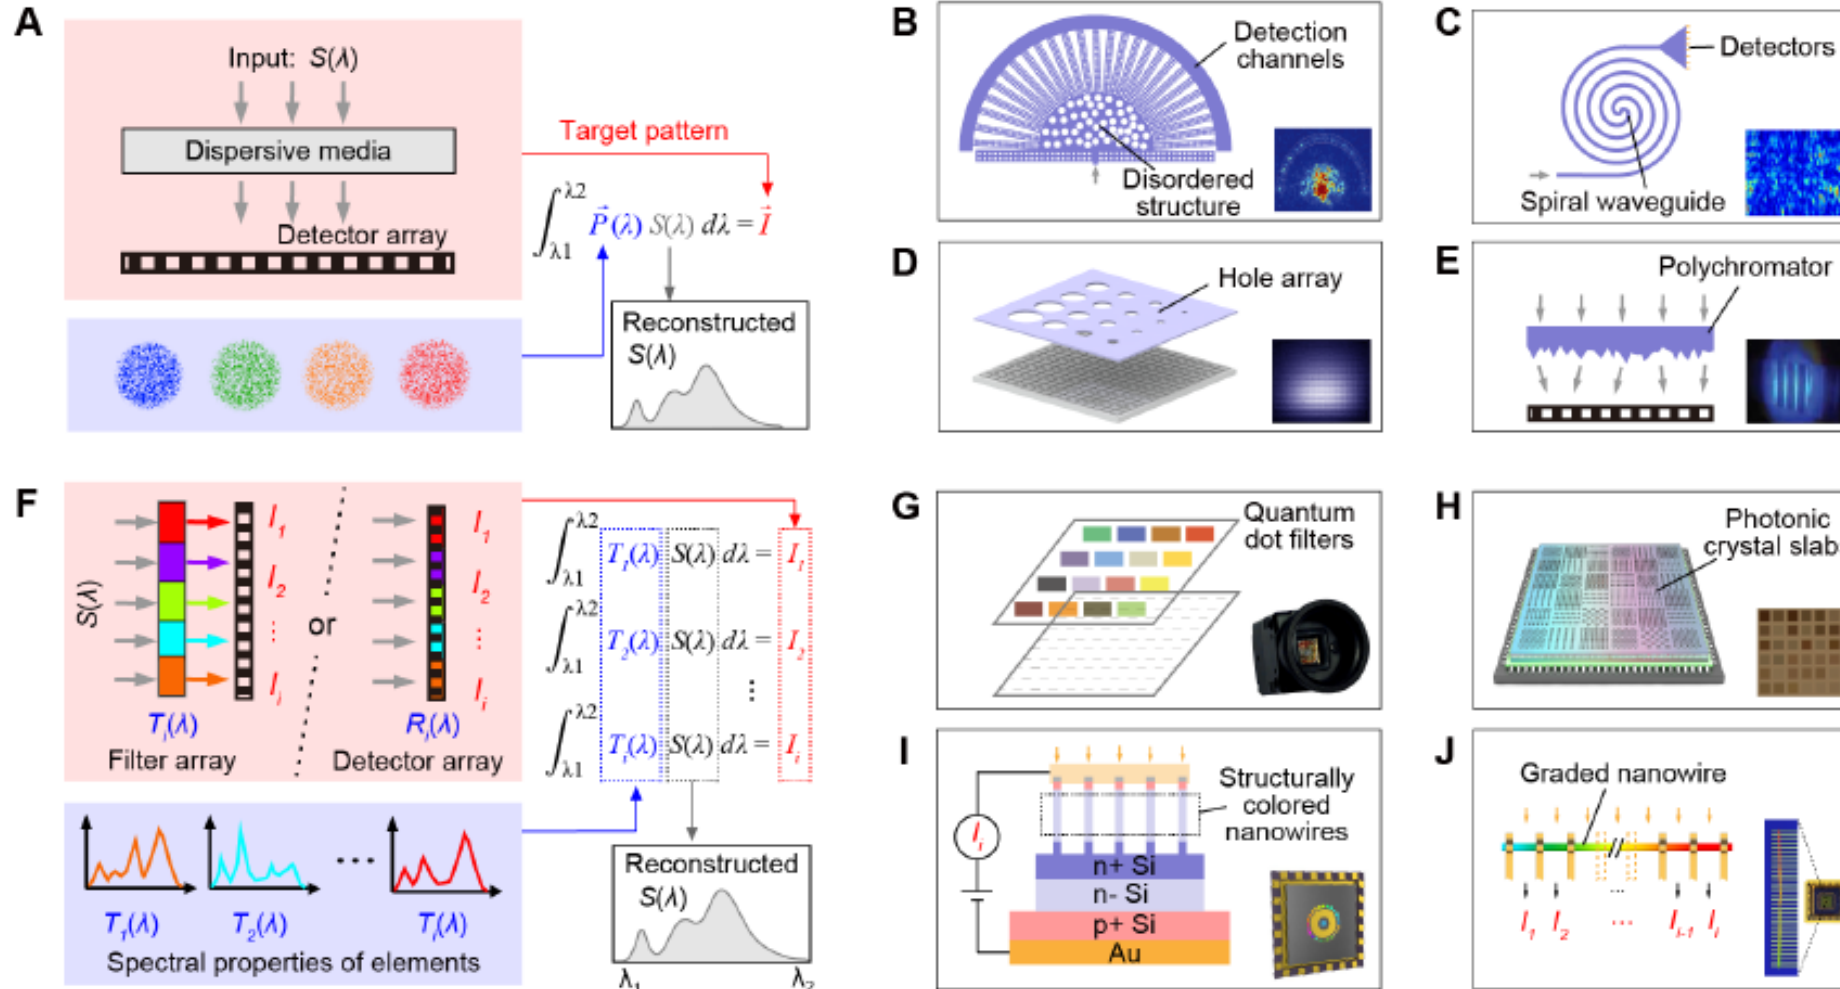 A
Input: S(λ)
Dispersive media
Detector array
Target pattern
∫λ1λ2 P⃗(λ) S(λ) dλ = I⃗
Reconstructed
S(λ)
B
Detection
channels
Disordered
structure
C
Detectors
Spiral waveguide
D
Hole array
E
Polychromator
F
S(λ)
I1
I2
⋮
Ii
Ti(λ)
Filter array
or
I1
I2
⋮
Ii
Ri(λ)
Detector array
∫λ1λ2 T1(λ) S(λ) dλ = I1
∫λ1λ2 T2(λ) S(λ) dλ = I2
⋮
∫λ1λ2 Ti(λ) S(λ) dλ = Ii
T1(λ) T2(λ) ... Ti(λ)
Spectral properties of elements
Reconstructed
S(λ)
λ1 λ2
G
Quantum
dot filters
H
Photonic
crystal slab
I
Structurally
colored
nanowires
Ii
n+ Si
n- Si
p+ Si
Au
J
Graded nanowire
...
I1 I2 ... Ii-1 Ii